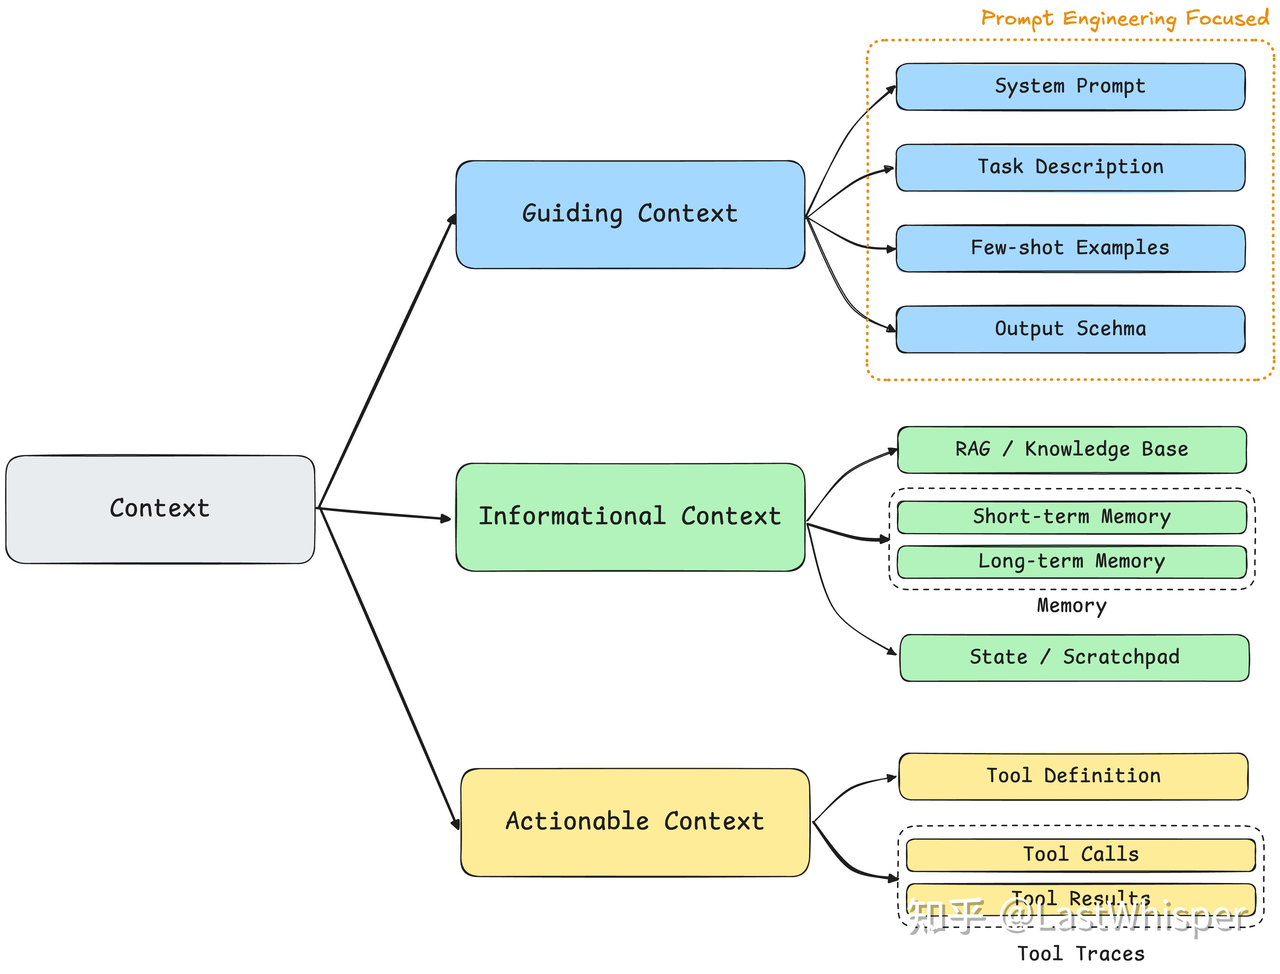 Prompt Engineering Focused
System Prompt
Task Description
Guiding Context
Few-shot Examples
Output Scehma
RAG / Knowledge Base
Context
Informational Context
Short-term Memory
Long-term Memory
Memory
State / Scratchpad
Tool Definition
Actionable Context
Tool Calls
Tool Results
知乎 @LastWhisper
Tool Traces